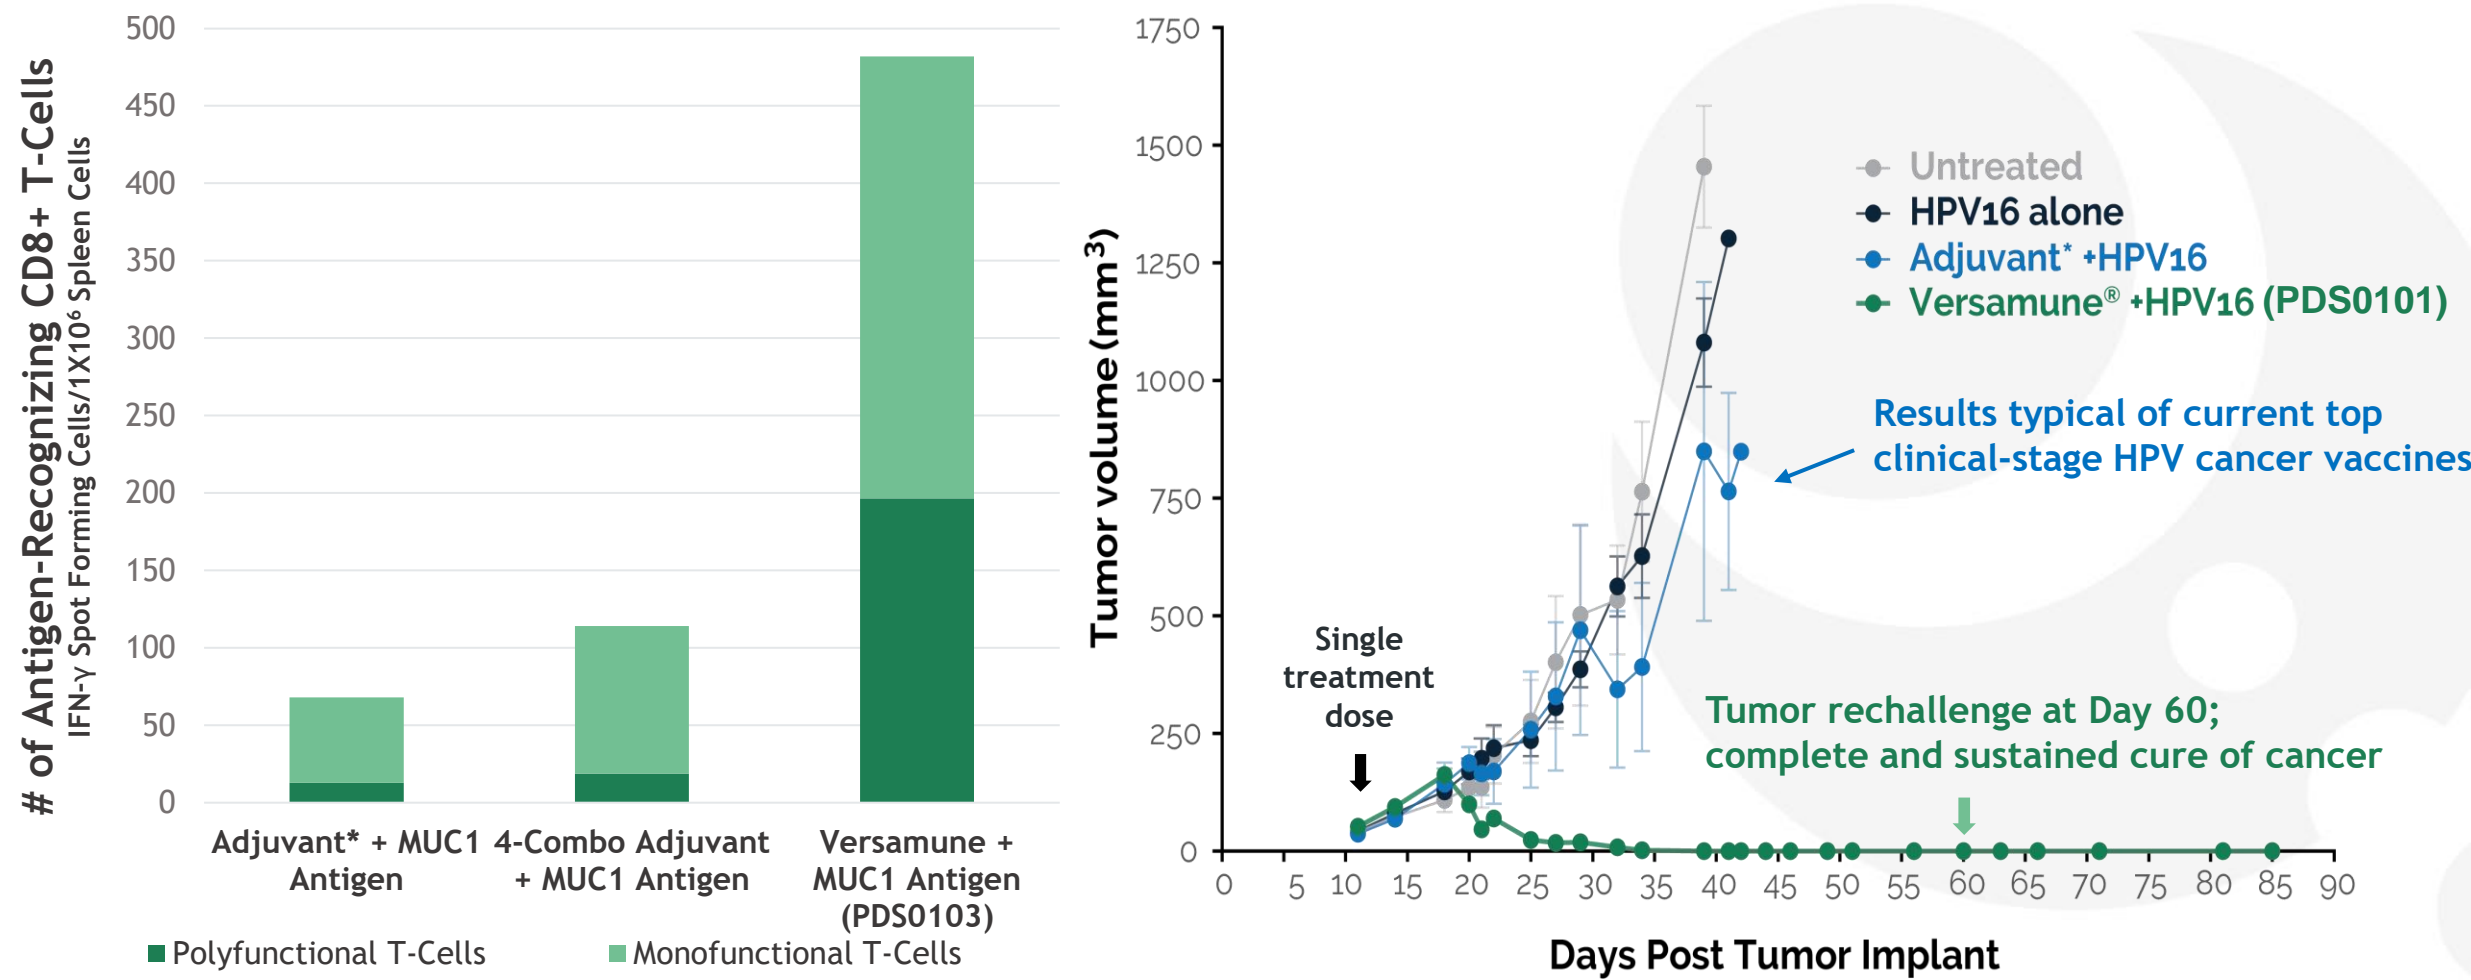 # of Antigen-Recognizing CD8+ T-Cells
IFN-γ Spot Forming Cells/1X10⁶ Spleen Cells
500
450
400
350
300
250
200
150
100
50
0
Adjuvant* + MUC1
Antigen
4-Combo Adjuvant
+ MUC1 Antigen
Versamune +
MUC1 Antigen
(PDS0103)
Polyfunctional T-Cells
Monofunctional T-Cells
Tumor volume (mm³)
1750
1500
1250
1000
750
500
250
0
Untreated
HPV16 alone
Adjuvant* +HPV16
Versamune® +HPV16 (PDS0101)
Results typical of current top
clinical-stage HPV cancer vaccines
Single
treatment
dose
Tumor rechallenge at Day 60;
complete and sustained cure of cancer
0 5 10 15 20 25 30 35 40 45 50 55 60 65 70 75 80 85 90
Days Post Tumor Implant